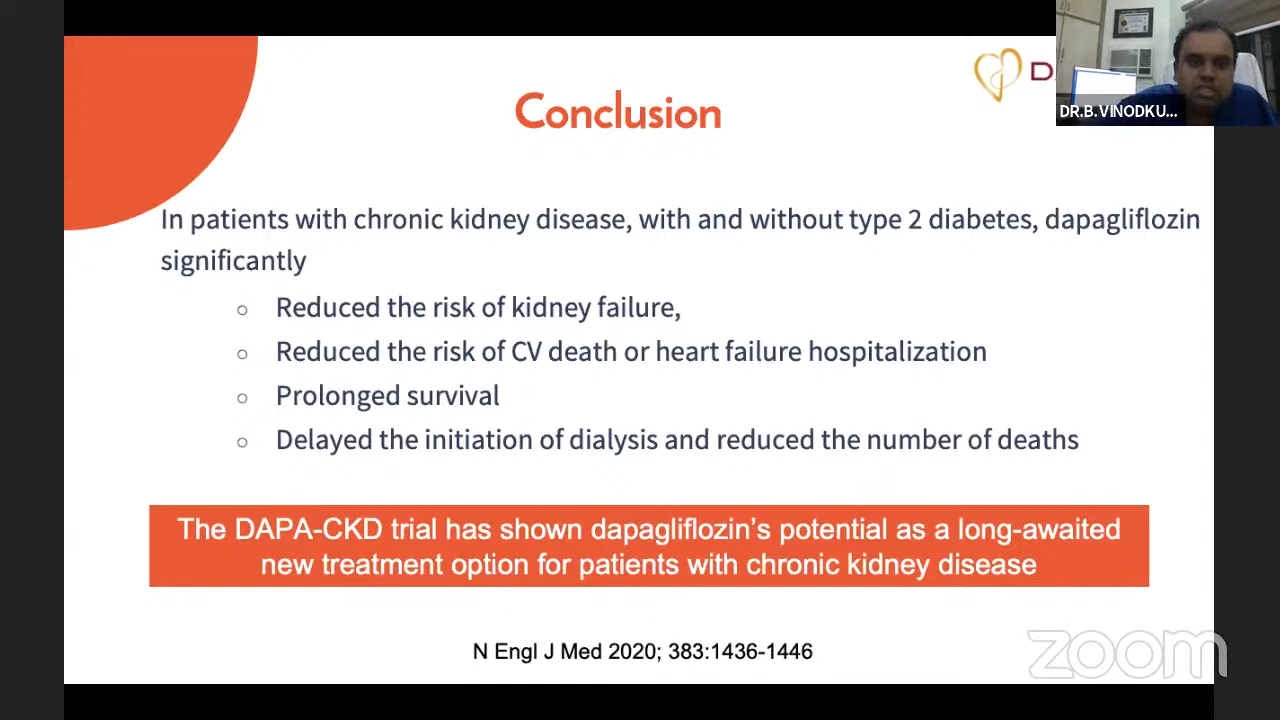 Conclusion
D
DR.B.VINODKU...
In patients with chronic kidney disease, with and without type 2 diabetes, dapagliflozin
significantly
○ Reduced the risk of kidney failure,
○ Reduced the risk of CV death or heart failure hospitalization
○ Prolonged survival
○ Delayed the initiation of dialysis and reduced the number of deaths
The DAPA-CKD trial has shown dapagliflozin’s potential as a long-awaited
new treatment option for patients with chronic kidney disease
N Engl J Med 2020; 383:1436-1446
zoom